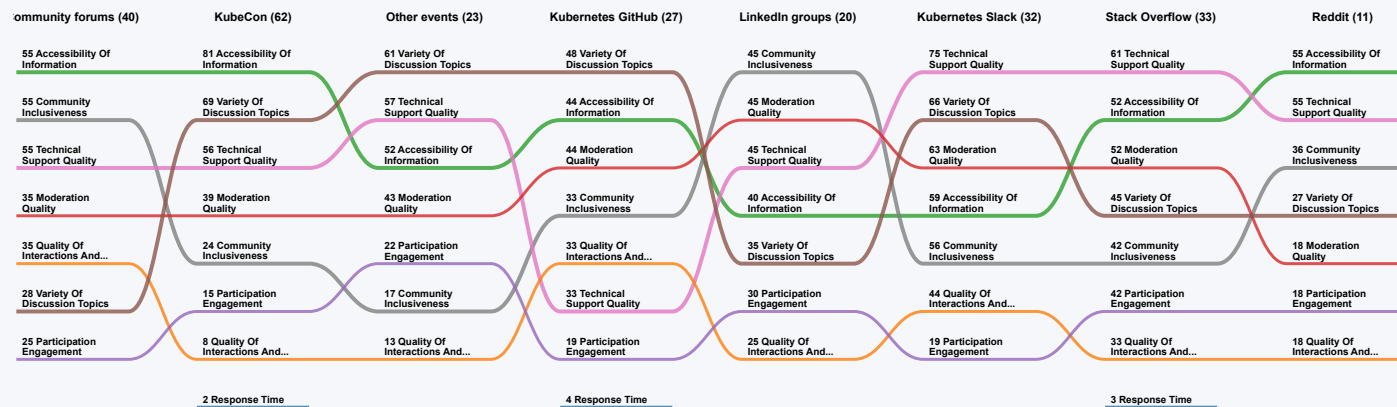 ommunity forums (40)
KubeCon (62)
Other events (23)
Kubernetes GitHub (27)
LinkedIn groups (20)
Kubernetes Slack (32)
Stack Overflow (33)
Reddit (11)
55 Accessibility Of
Information
55 Community
Inclusiveness
55 Technical
Support Quality
35 Moderation
Quality
35 Quality Of
Interactions And...
28 Variety Of
Discussion Topics
25 Participation
Engagement
81 Accessibility Of
Information
69 Variety Of
Discussion Topics
56 Technical
Support Quality
39 Moderation
Quality
24 Community
Inclusiveness
15 Participation
Engagement
8 Quality Of
Interactions And...
2 Response Time
61 Variety Of
Discussion Topics
57 Technical
Support Quality
52 Accessibility Of
Information
43 Moderation
Quality
22 Participation
Engagement
17 Community
Inclusiveness
13 Quality Of
Interactions And...
48 Variety Of
Discussion Topics
44 Accessibility Of
Information
44 Moderation
Quality
33 Community
Inclusiveness
33 Quality Of
Interactions And...
33 Technical
Support Quality
19 Participation
Engagement
4 Response Time
45 Community
Inclusiveness
45 Moderation
Quality
45 Technical
Support Quality
40 Accessibility Of
Information
35 Variety Of
Discussion Topics
30 Participation
Engagement
25 Quality Of
Interactions And...
75 Technical
Support Quality
66 Variety Of
Discussion Topics
63 Moderation
Quality
59 Accessibility Of
Information
56 Community
Inclusiveness
44 Quality Of
Interactions And...
19 Participation
Engagement
61 Technical
Support Quality
52 Accessibility Of
Information
52 Moderation
Quality
45 Variety Of
Discussion Topics
42 Community
Inclusiveness
42 Participation
Engagement
33 Quality Of
Interactions And...
3 Response Time
55 Accessibility Of
Information
55 Technical
Support Quality
36 Community
Inclusiveness
27 Variety Of
Discussion Topics
18 Moderation
Quality
18 Participation
Engagement
18 Quality Of
Interactions And...